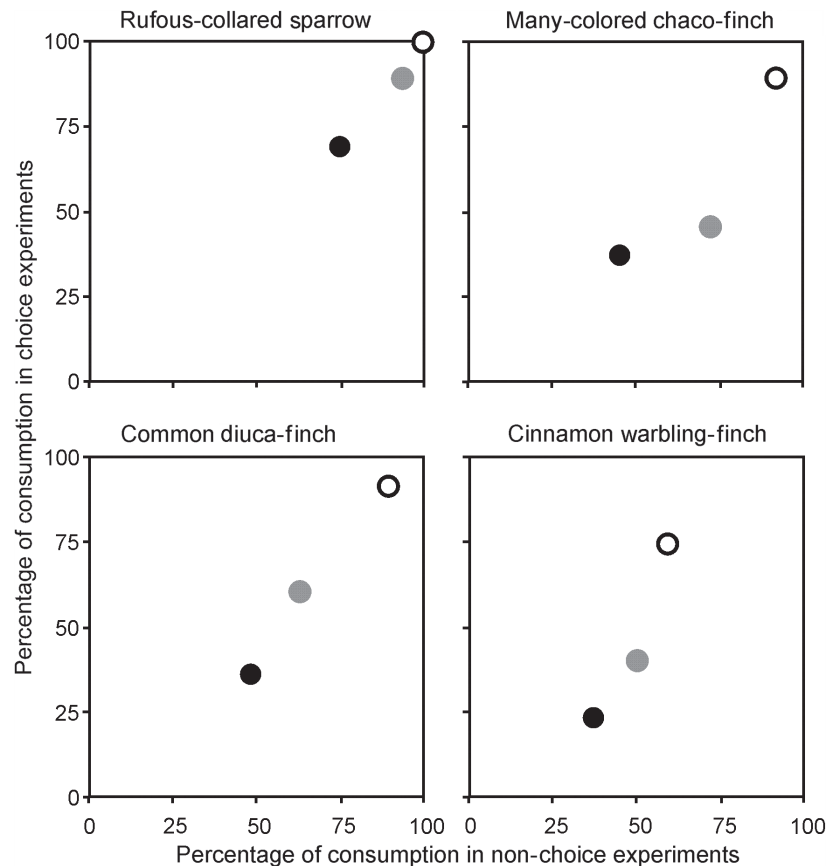 Rufous-collared sparrow
Many-colored chaco-finch
100
75
50
25
0
Common diuca-finch
Cinnamon warbling-finch
100
75
50
25
0
0 25 50 75 100
0 25 50 75 100
Percentage of consumption in choice experiments
Percentage of consumption in non-choice experiments